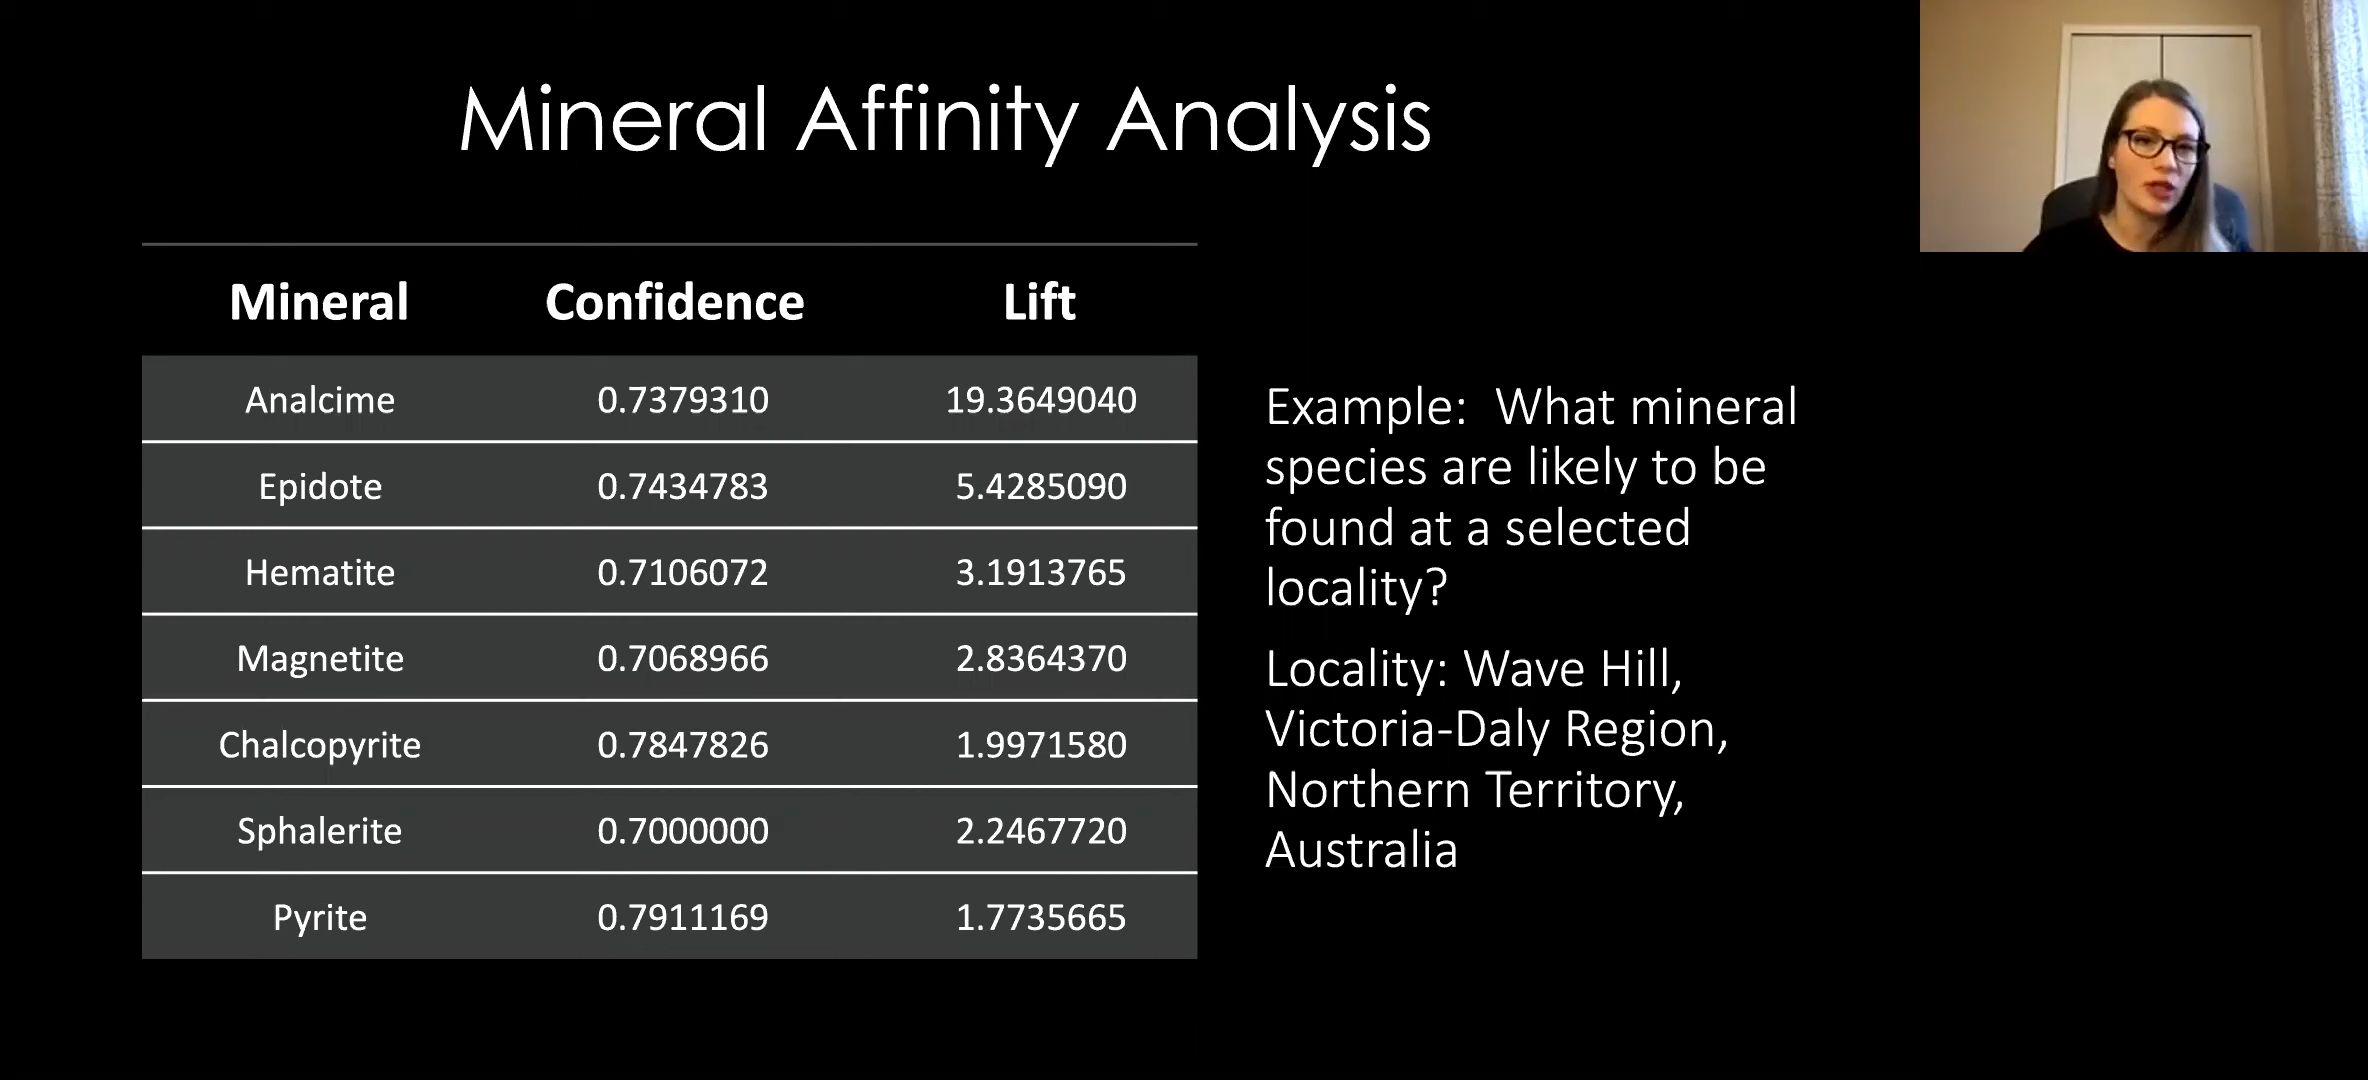 Mineral Affinity Analysis
Mineral Confidence Lift
Analcime 0.7379310 19.3649040
Epidote 0.7434783 5.4285090
Hematite 0.7106072 3.1913765
Magnetite 0.7068966 2.8364370
Chalcopyrite 0.7847826 1.9971580
Sphalerite 0.7000000 2.2467720
Pyrite 0.7911169 1.7735665
Example:  What mineral
species are likely to be
found at a selected
locality?
Locality: Wave Hill,
Victoria-Daly Region,
Northern Territory,
Australia